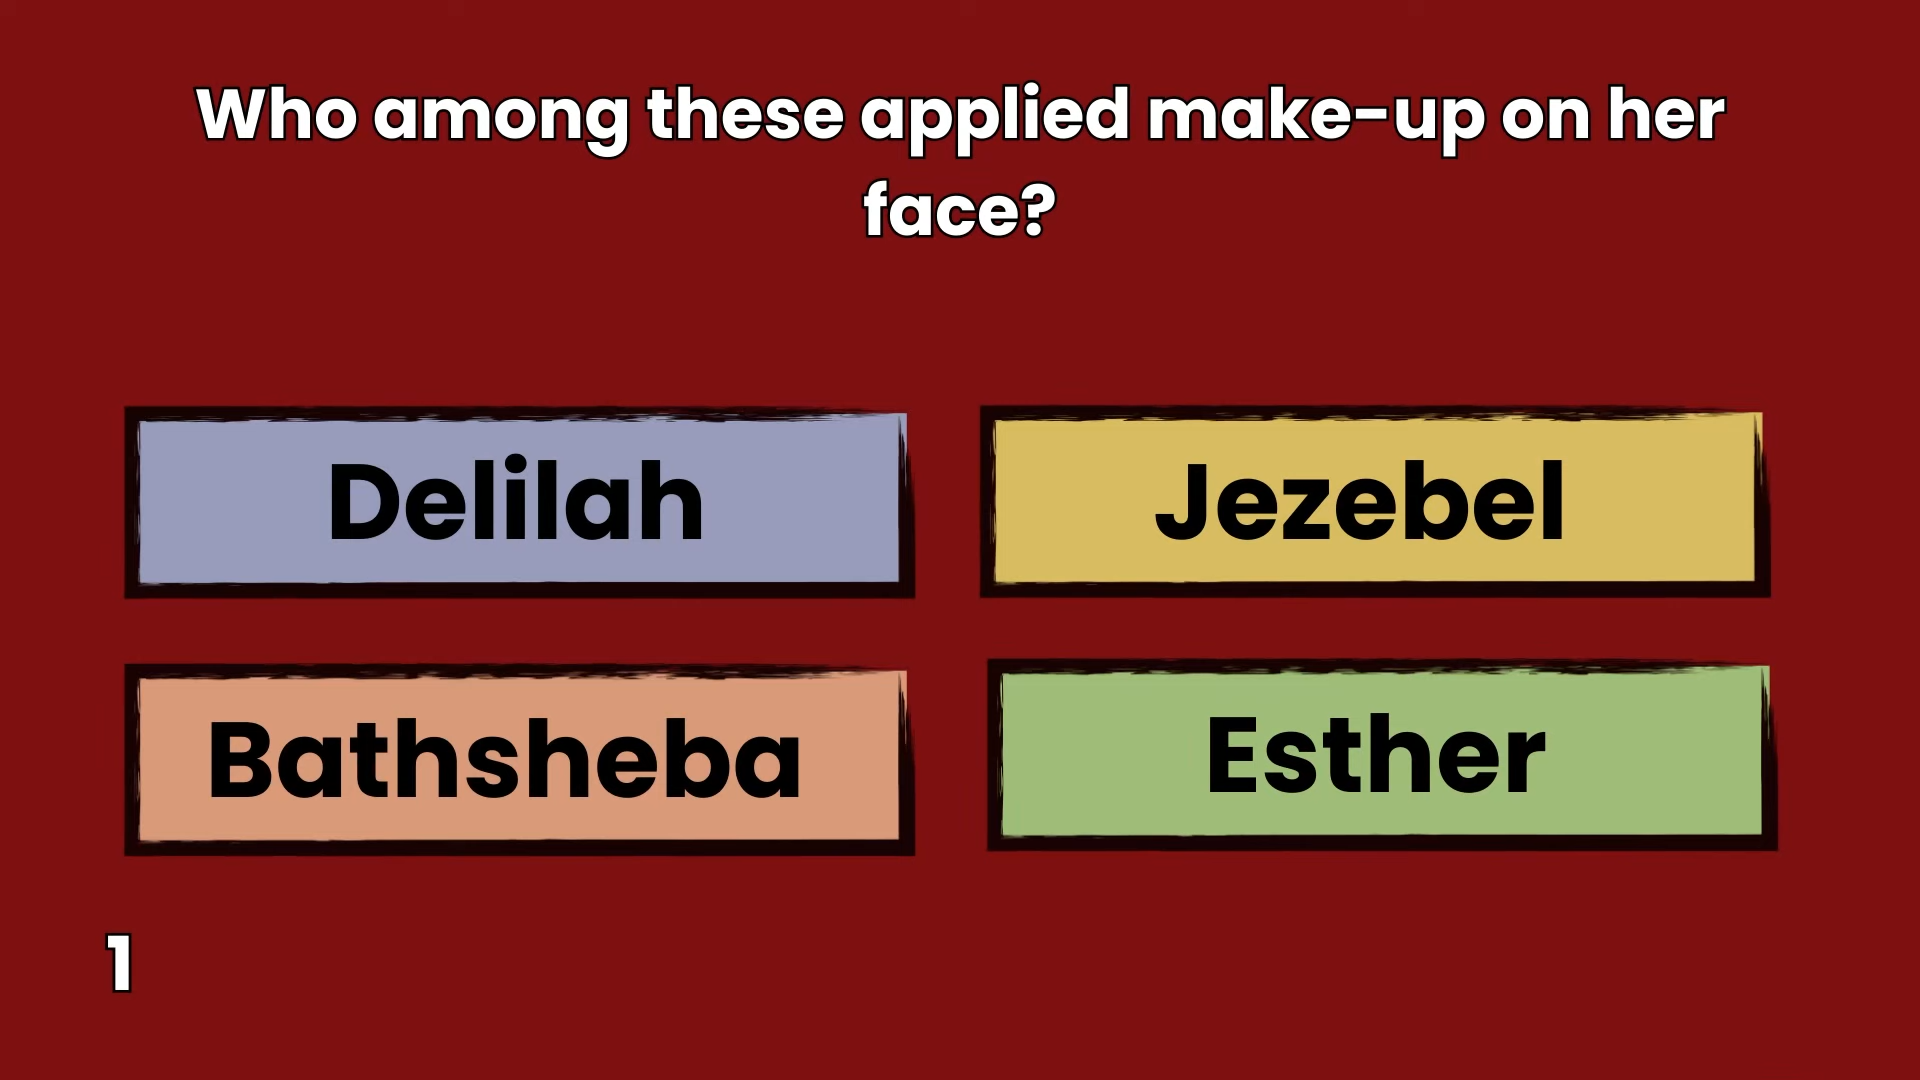 Who among these applied make-up on her
face?
Delilah
Jezebel
Bathsheba
Esther
1